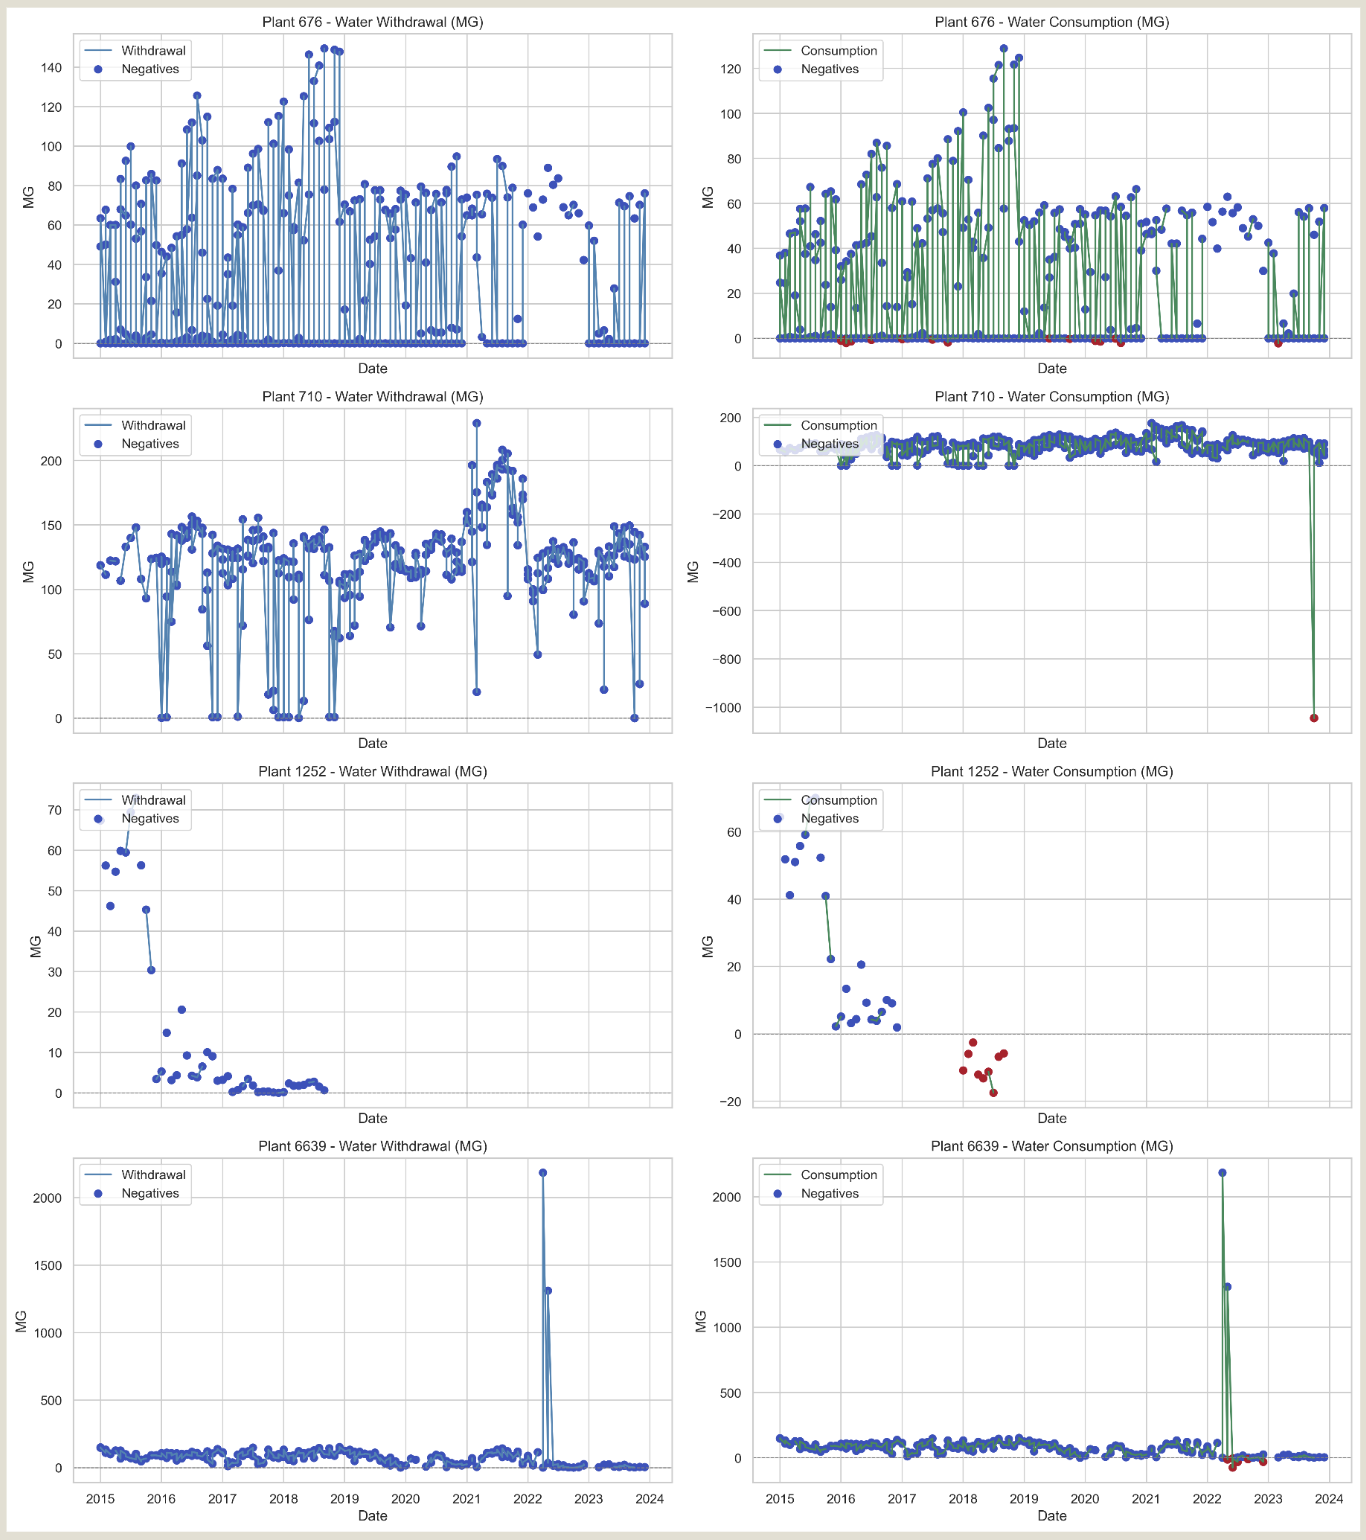 Plant 676 - Water Withdrawal (MG)
Withdrawal
Negatives
MG
140
120
100
80
60
40
20
0
Date
Plant 676 - Water Consumption (MG)
Consumption
Negatives
MG
120
100
80
60
40
20
0
Date
Plant 710 - Water Withdrawal (MG)
Withdrawal
Negatives
MG
200
150
100
50
0
Date
Plant 710 - Water Consumption (MG)
Consumption
Negatives
MG
200
0
−200
−400
−600
−800
−1000
Date
Plant 1252 - Water Withdrawal (MG)
Withdrawal
Negatives
MG
70
60
50
40
30
20
10
0
Date
Plant 1252 - Water Consumption (MG)
Consumption
Negatives
MG
60
40
20
0
−20
Date
Plant 6639 - Water Withdrawal (MG)
Withdrawal
Negatives
MG
2000
1500
1000
500
0
2015 2016 2017 2018 2019 2020 2021 2022 2023 2024
Date
Plant 6639 - Water Consumption (MG)
Consumption
Negatives
MG
2000
1500
1000
500
0
2015 2016 2017 2018 2019 2020 2021 2022 2023 2024
Date